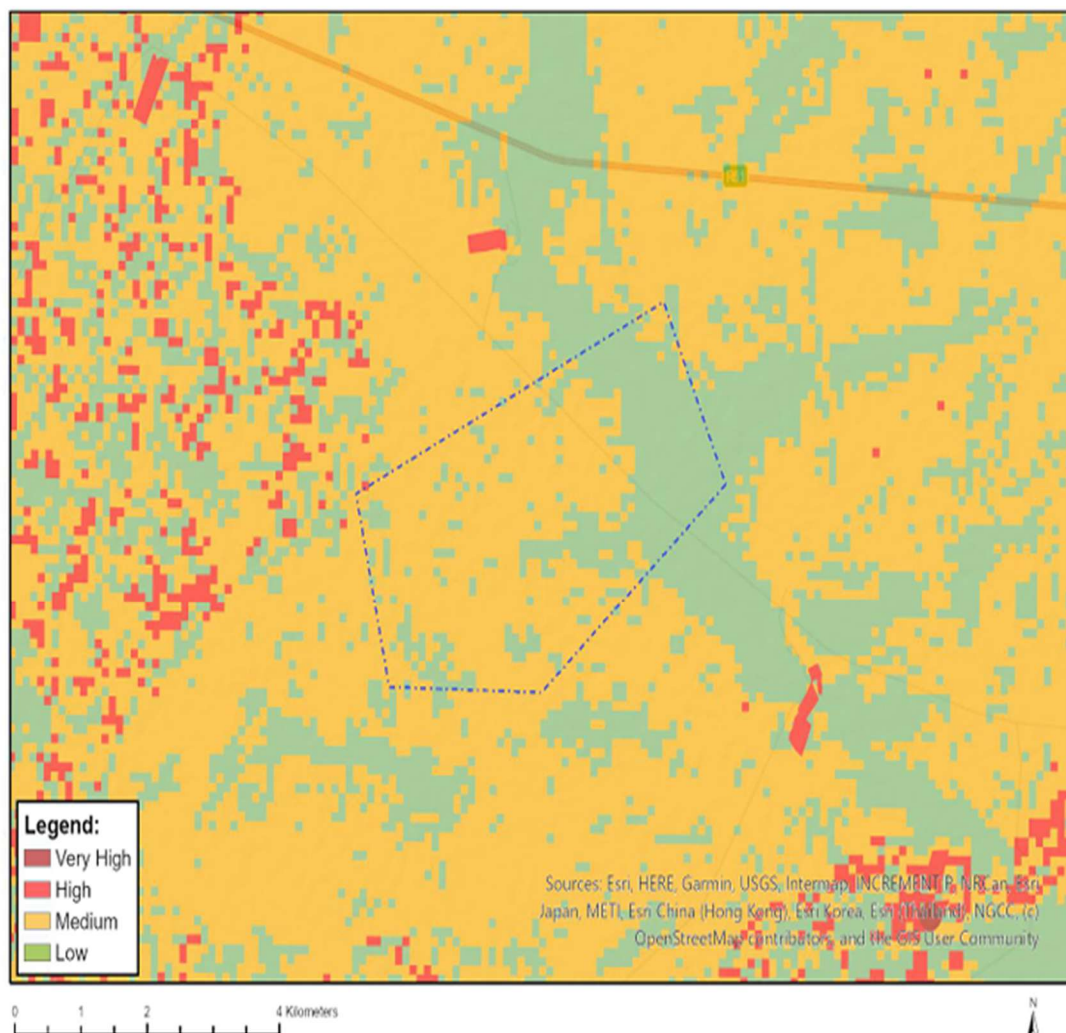 Legend:
Very High
High
Medium
Low
Sources: Esri, HERE, Garmin, USGS, Intermap, INCREMENT P, NRCan, Esri
Japan, METI, Esri China (Hong Kong), Esri Korea, Esri (Thailand), NGCC, (c)
OpenStreetMap contributors, and the GIS User Community
0 1 2 4 Kilometers
N